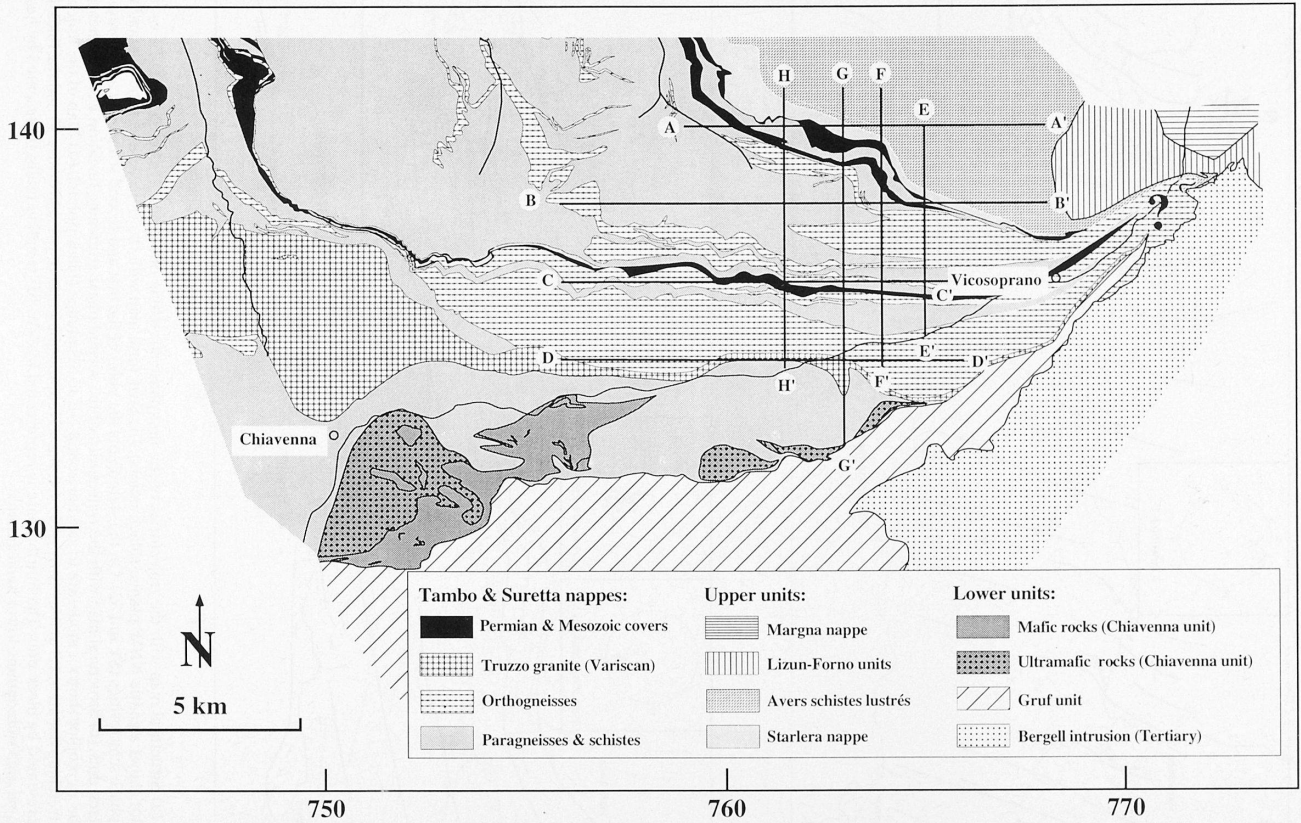 H
G
F
E
140
A
A'
B
B'
?
C
Vicosoprano
C'
E'
D
D'
H'
F'
Chiavenna
G'
130
Tambo & Suretta nappes:
Permian & Mesozoic covers
Truzzo granite (Variscan)
Orthogneisses
Paragneisses & schistes
Upper units:
Margna nappe
Lizun-Forno units
Avers schistes lustrés
Starlera nappe
Lower units:
Mafic rocks (Chiavenna unit)
Ultramafic rocks (Chiavenna unit)
Gruf unit
Bergell intrusion (Tertiary)
N
5 km
750
760
770